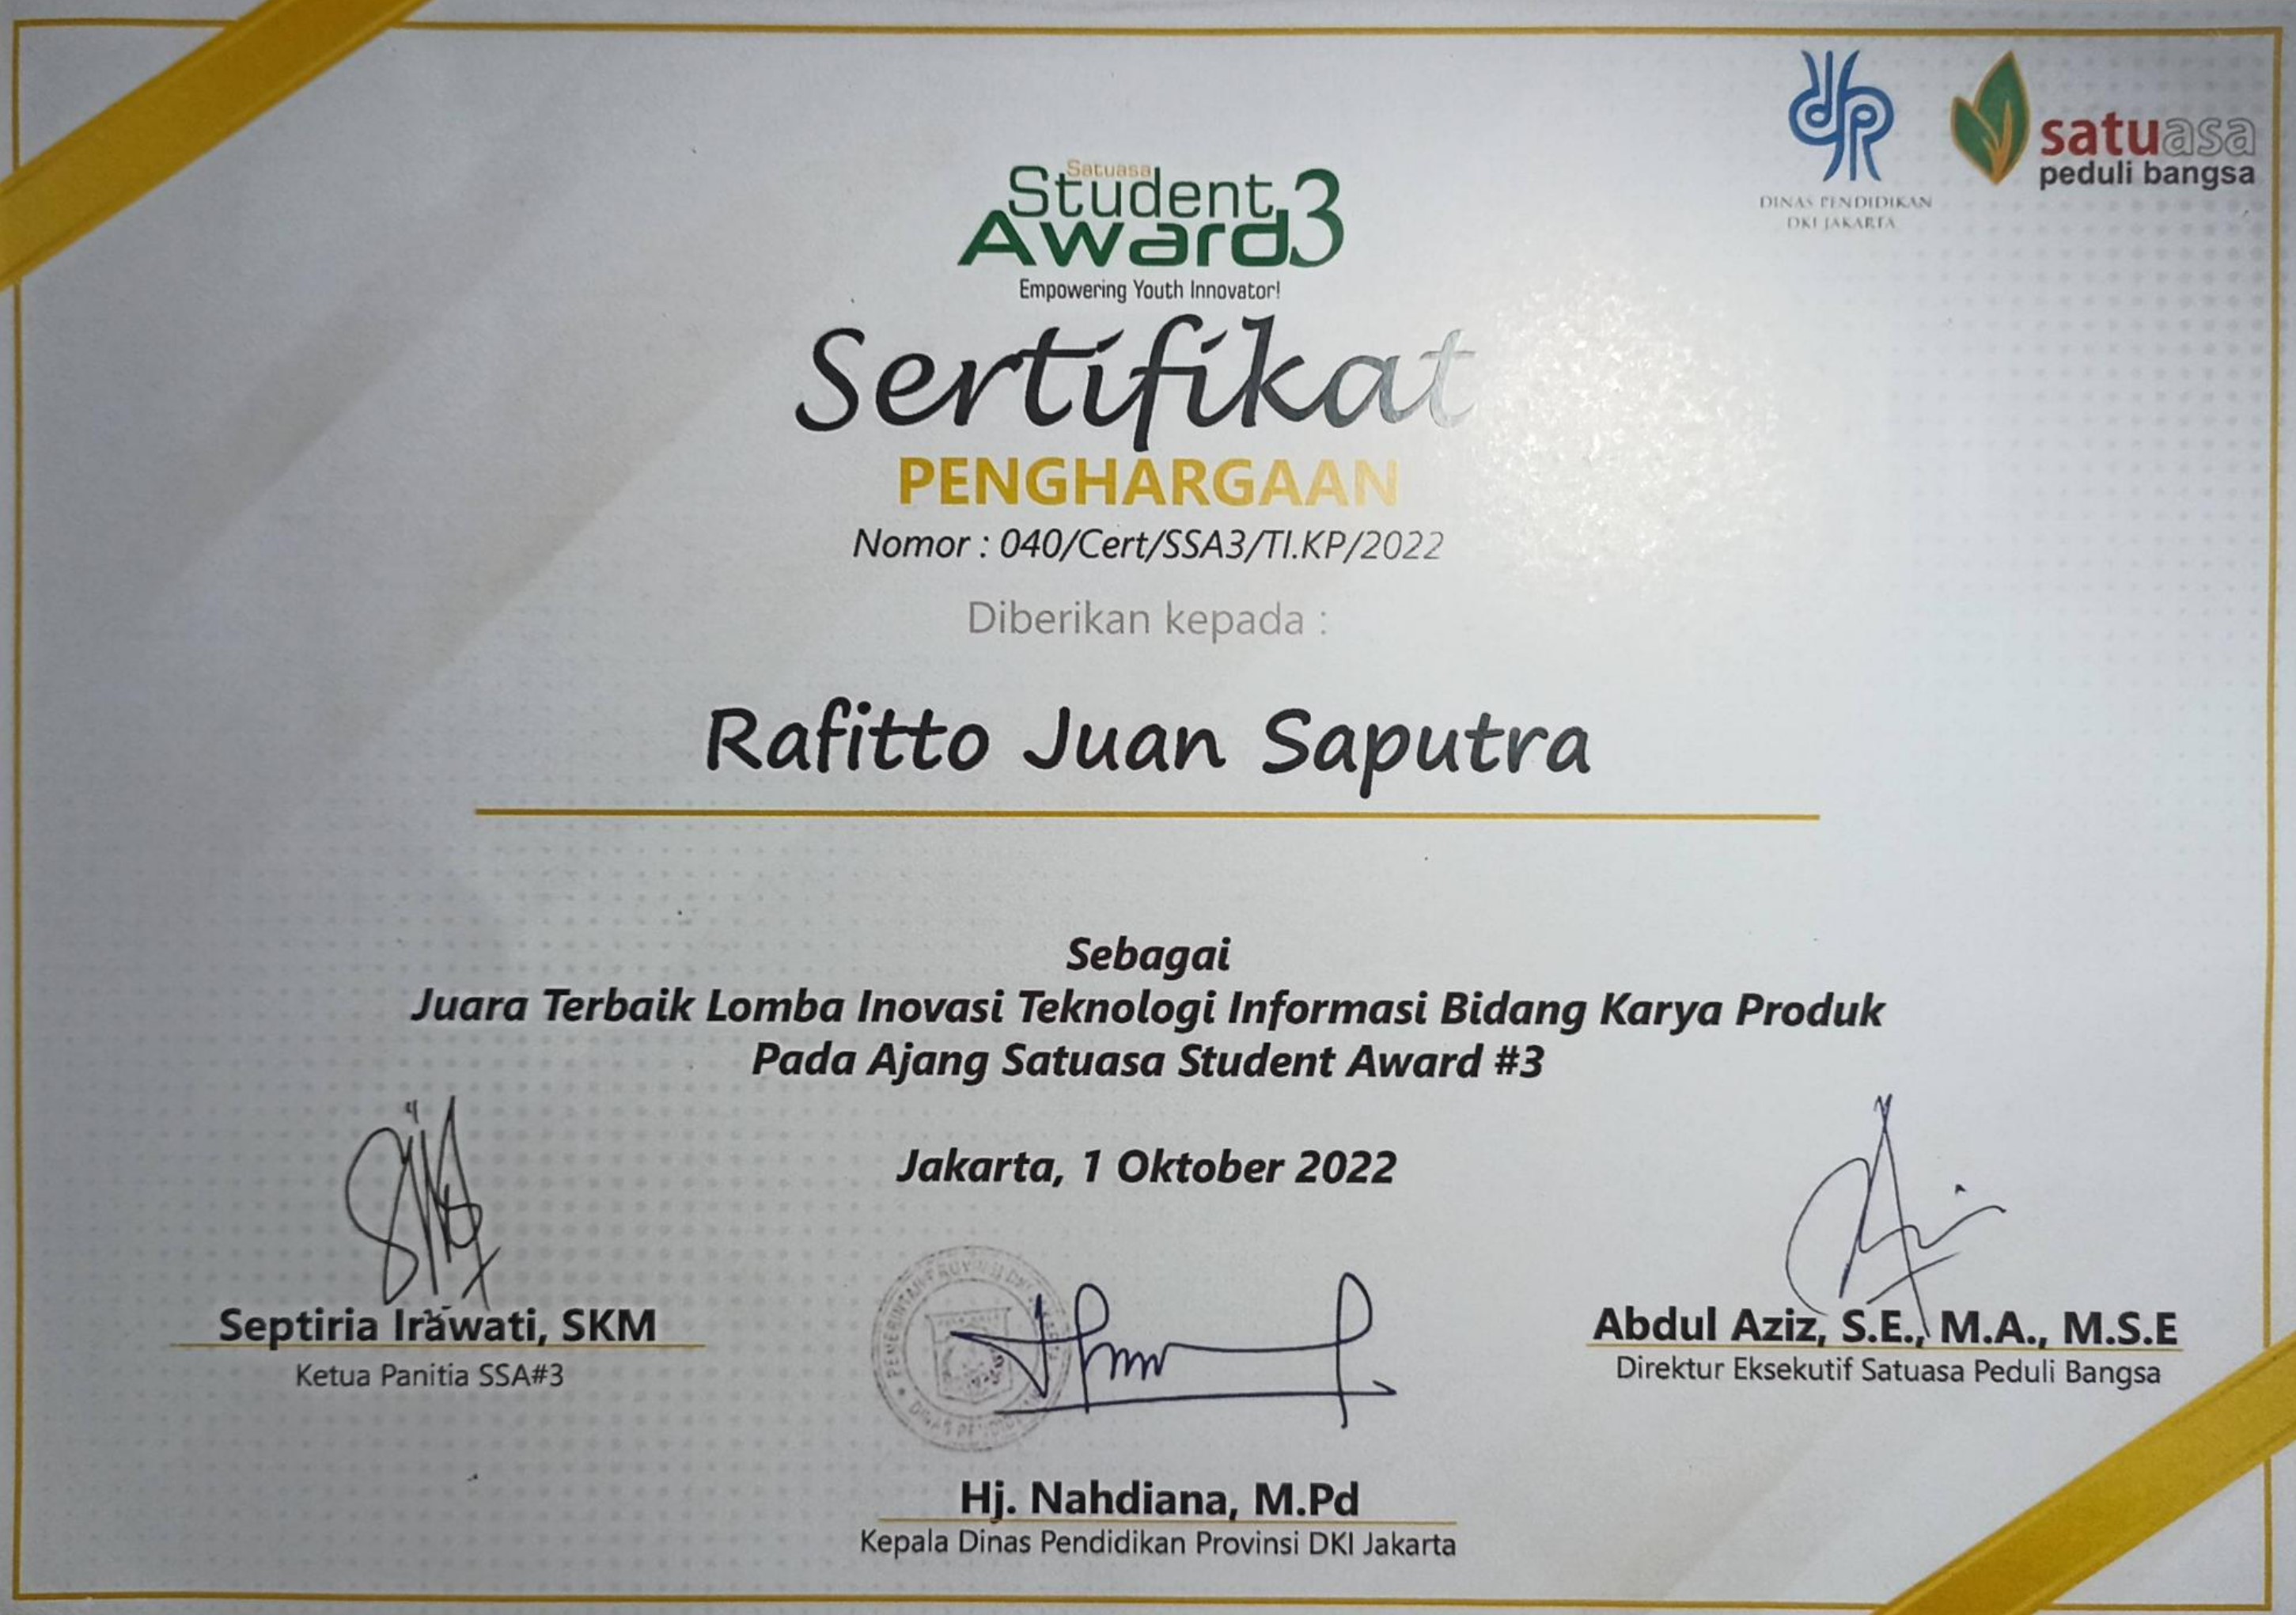 DINAS PENDIDIKAN
DKI JAKARTA
satuasa
peduli bangsa
Satuasa
Student
Award 3
Empowering Youth Innovator!
Sertifikat
PENGHARGAAN
Nomor : 040/Cert/SSA3/TI.KP/2022
Diberikan kepada :
Rafitto Juan Saputra
Sebagai
Juara Terbaik Lomba Inovasi Teknologi Informasi Bidang Karya Produk
Pada Ajang Satuasa Student Award #3
Jakarta, 1 Oktober 2022
Septiria Irawati, SKM
Ketua Panitia SSA#3
Abdul Aziz, S.E., M.A., M.S.E
Direktur Eksekutif Satuasa Peduli Bangsa
PEMERINTAH PROVINSI DKI
DINAS
Hj. Nahdiana, M.Pd
Kepala Dinas Pendidikan Provinsi DKI Jakarta